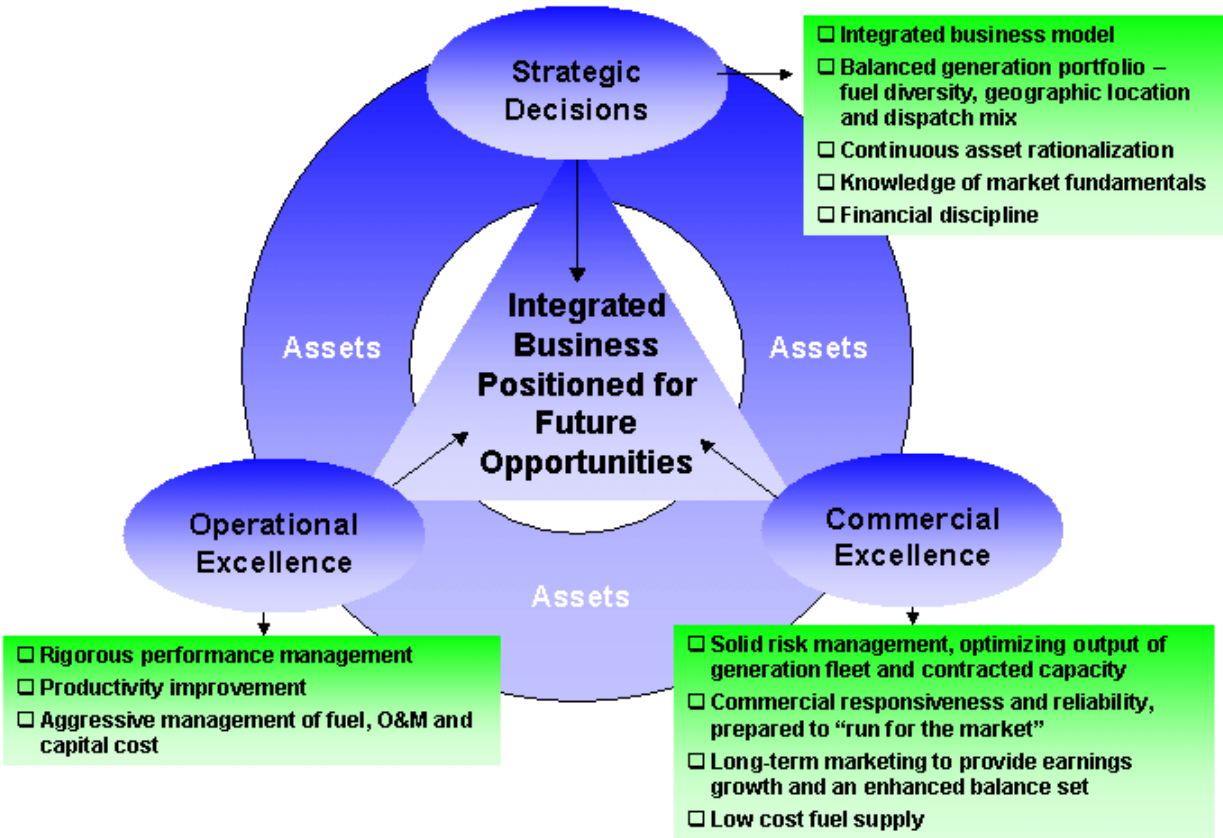 Strategic
Decisions
❑ Integrated business model
❑ Balanced generation portfolio –
fuel diversity, geographic location
and dispatch mix
❑ Continuous asset rationalization
❑ Knowledge of market fundamentals
❑ Financial discipline
Assets
Integrated
Business
Positioned for
Future
Opportunities
Assets
Operational
Excellence
Commercial
Excellence
Assets
❑ Rigorous performance management
❑ Productivity improvement
❑ Aggressive management of fuel, O&M and
capital cost
❑ Solid risk management, optimizing output of
generation fleet and contracted capacity
❑ Commercial responsiveness and reliability,
prepared to “run for the market”
❑ Long-term marketing to provide earnings
growth and an enhanced balance set
❑ Low cost fuel supply